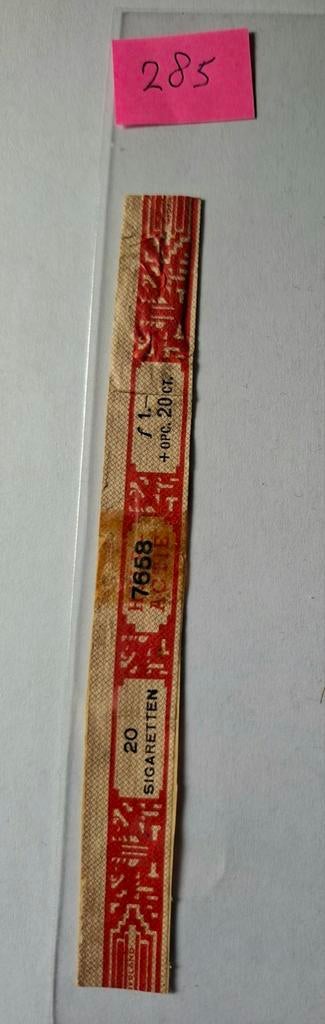 285
f 1.-
+ OPC. 20 CT.
7658
20
SIGARETTEN